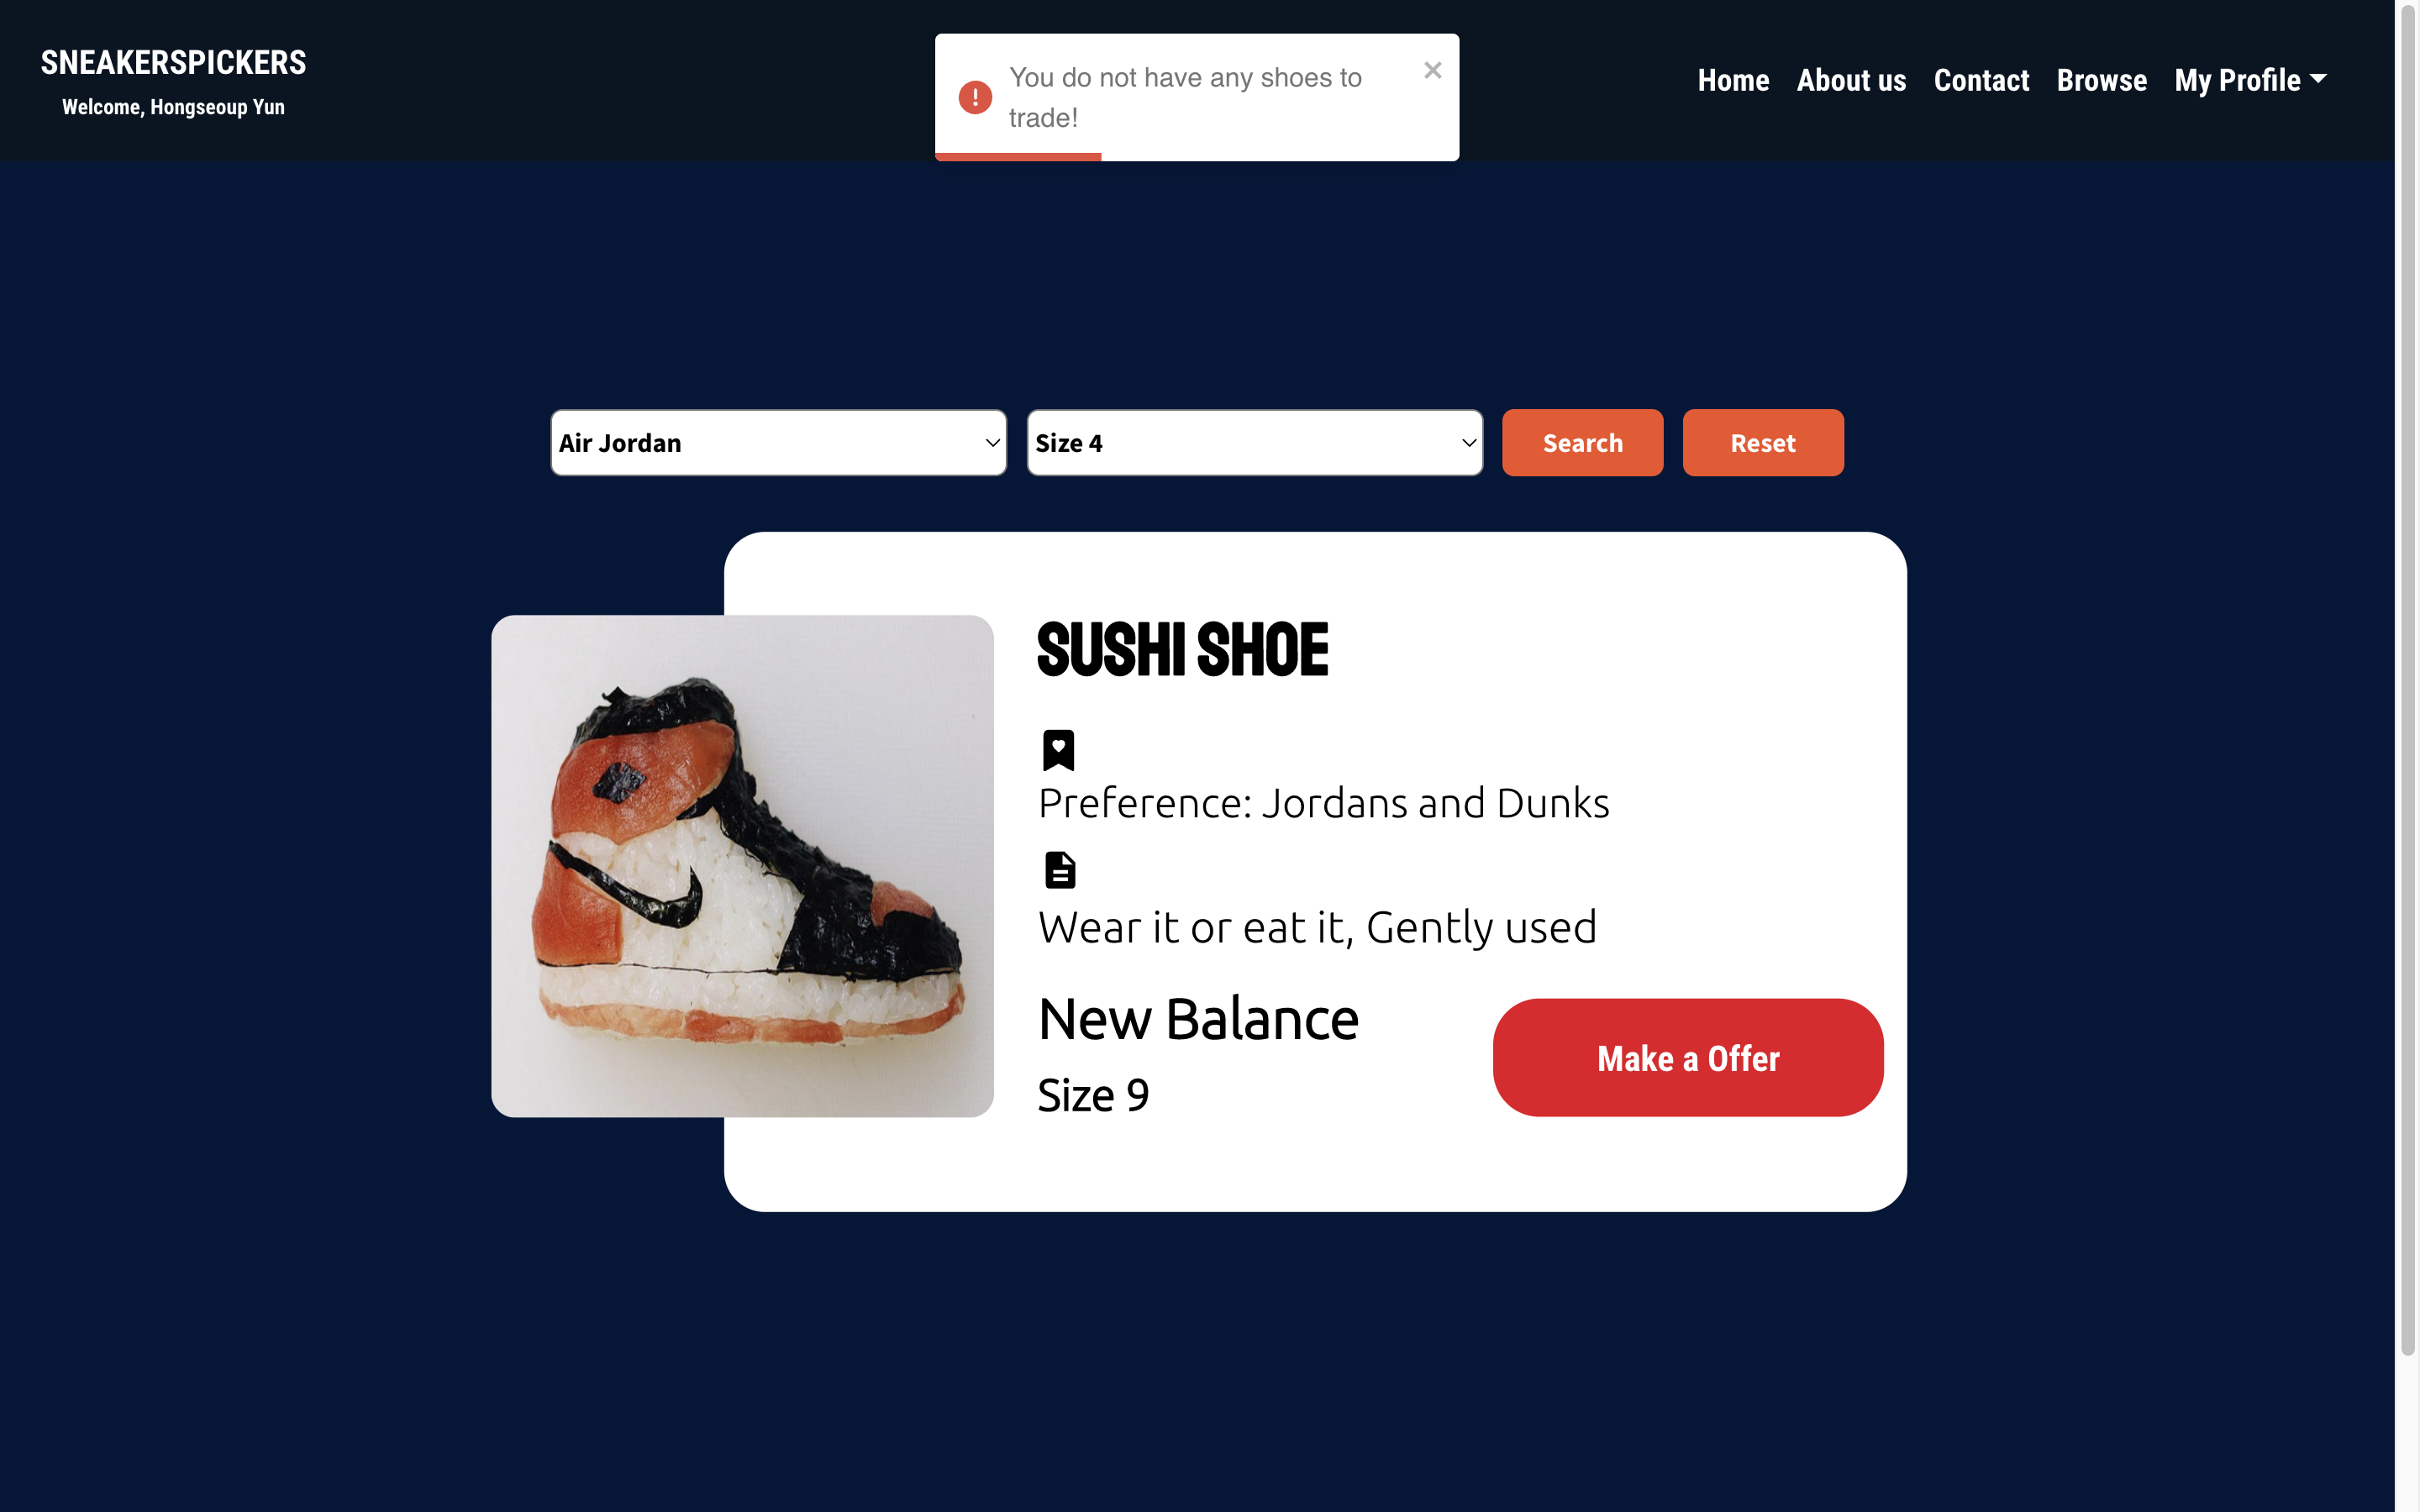 SNEAKERSPICKERS
Welcome, Hongseoup Yun
You do not have any shoes to
trade!
Home About us Contact Browse My Profile
Air Jordan
Size 4
Search
Reset
SUSHI SHOE
Preference: Jordans and Dunks
Wear it or eat it, Gently used
New Balance
Size 9
Make a Offer